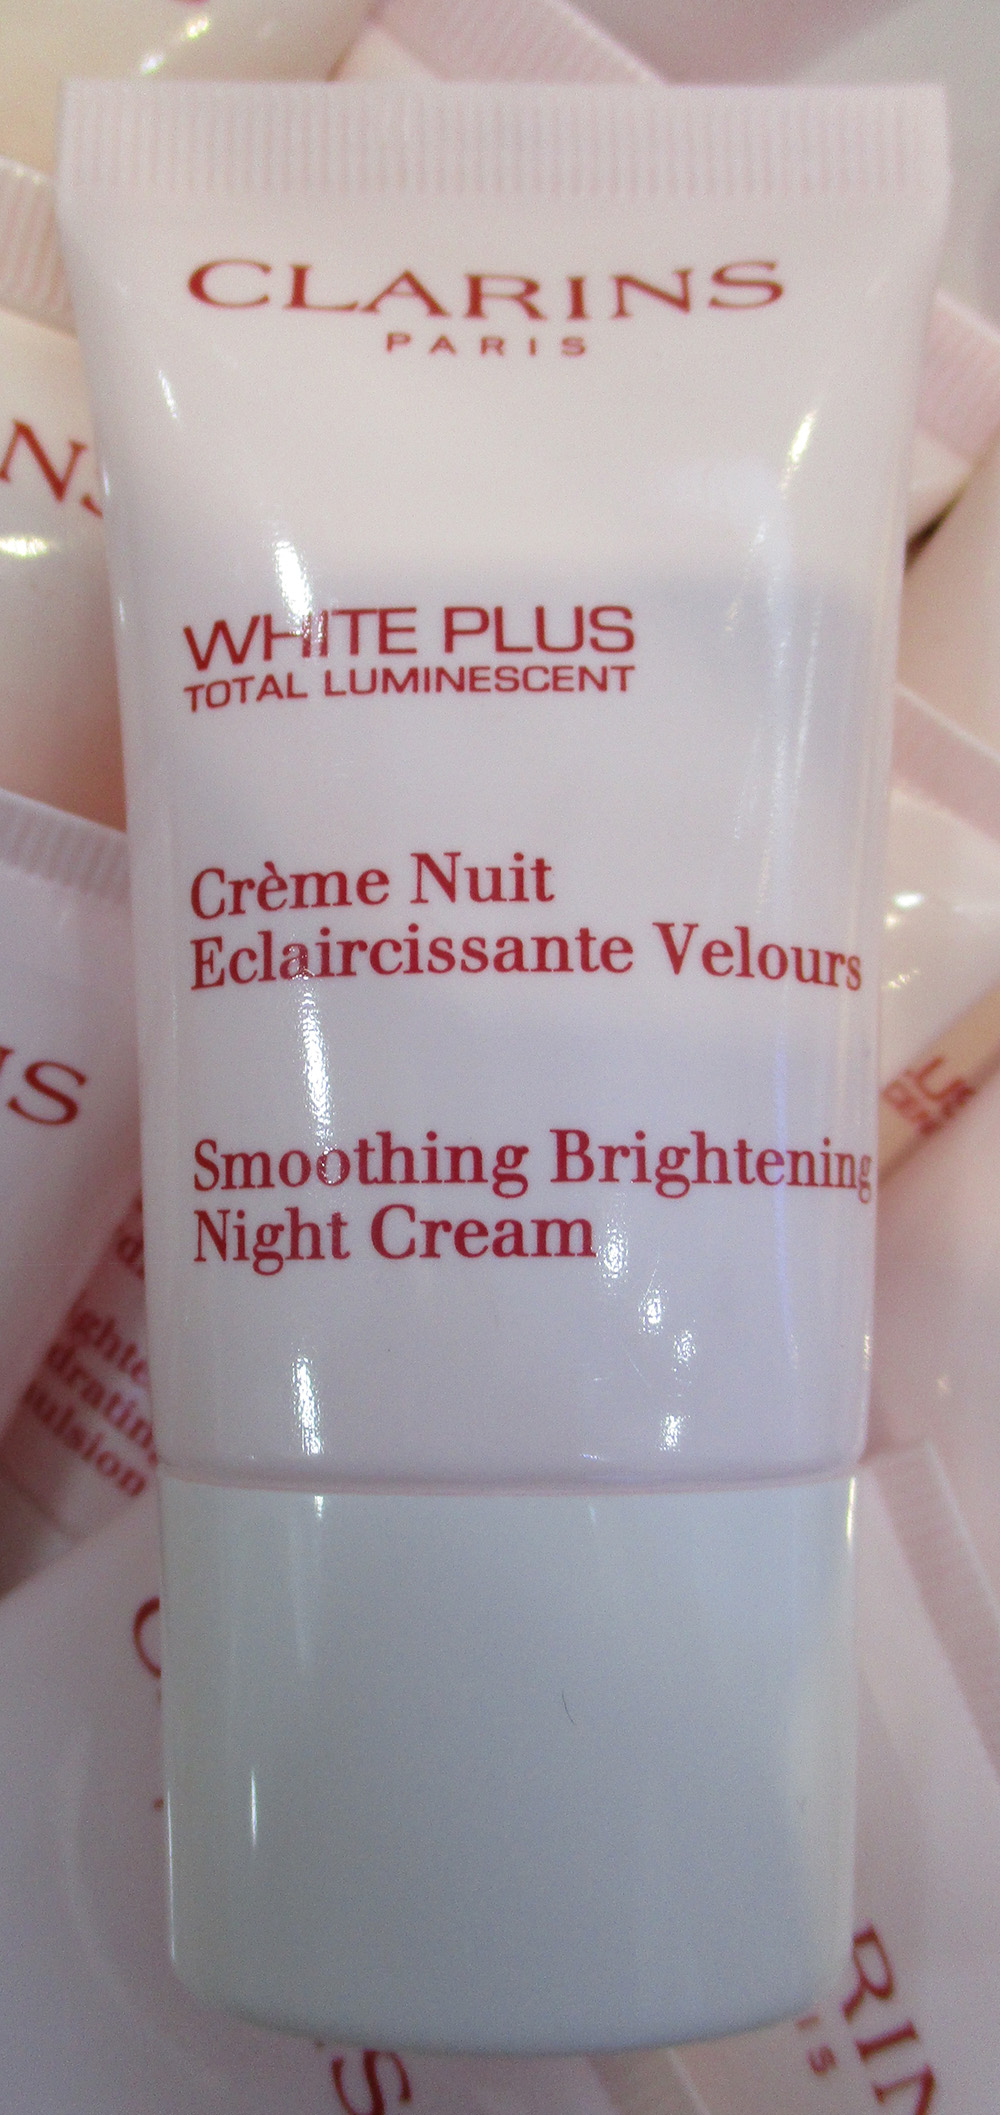 CLARINS
PARIS
WHITE PLUS
TOTAL LUMINESCENT
Crème Nuit
Eclaircissante Velours
Smoothing Brightening
Night Cream